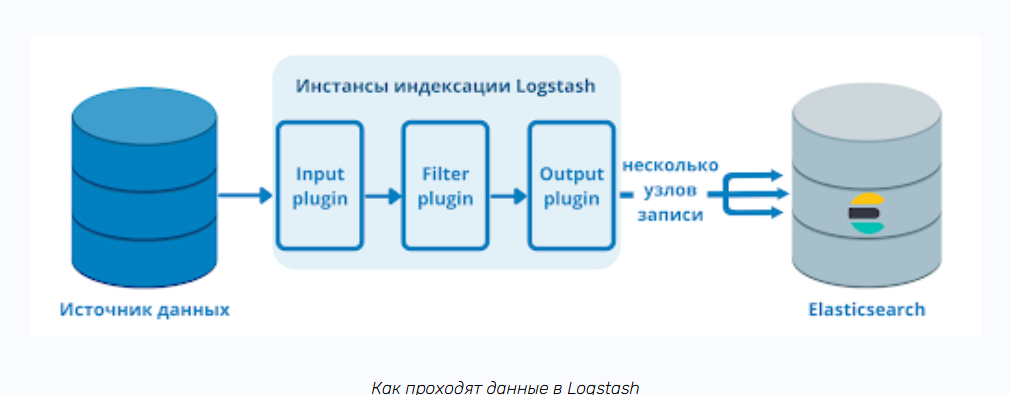 Инстансы индексации Logstash
Input
plugin
Filter
plugin
Output
plugin
несколько
узлов
записи
Источник данных
Elasticsearch
Как проходят данные в Logstash